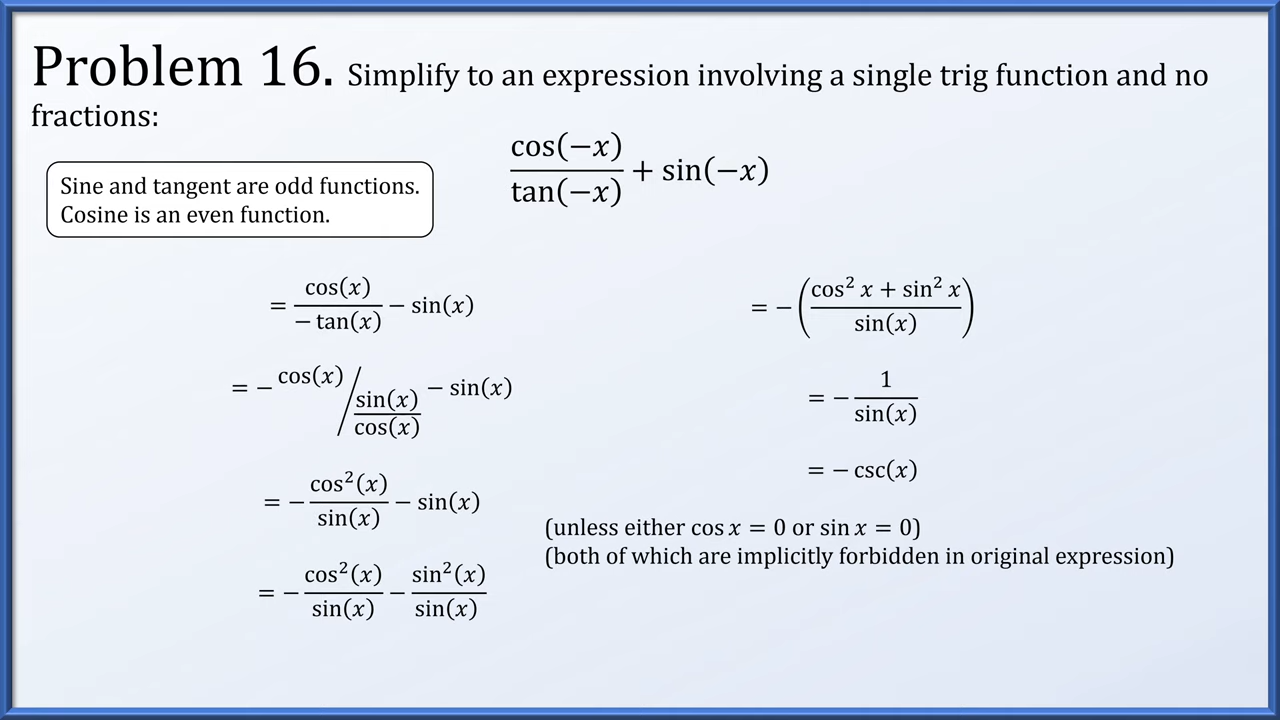 Problem 16. Simplify to an expression involving a single trig function and no
fractions:
cos(−x)/tan(−x) + sin(−x)
Sine and tangent are odd functions.
Cosine is an even function.
= cos(x)/(− tan(x)) − sin(x)
= − cos(x)/(sin(x)/cos(x)) − sin(x)
= − cos²(x)/sin(x) − sin(x)
= − cos²(x)/sin(x) − sin²(x)/sin(x)
= −((cos² x + sin² x)/sin(x))
= − 1/sin(x)
= − csc(x)
(unless either cos x = 0 or sin x = 0)
(both of which are implicitly forbidden in original expression)